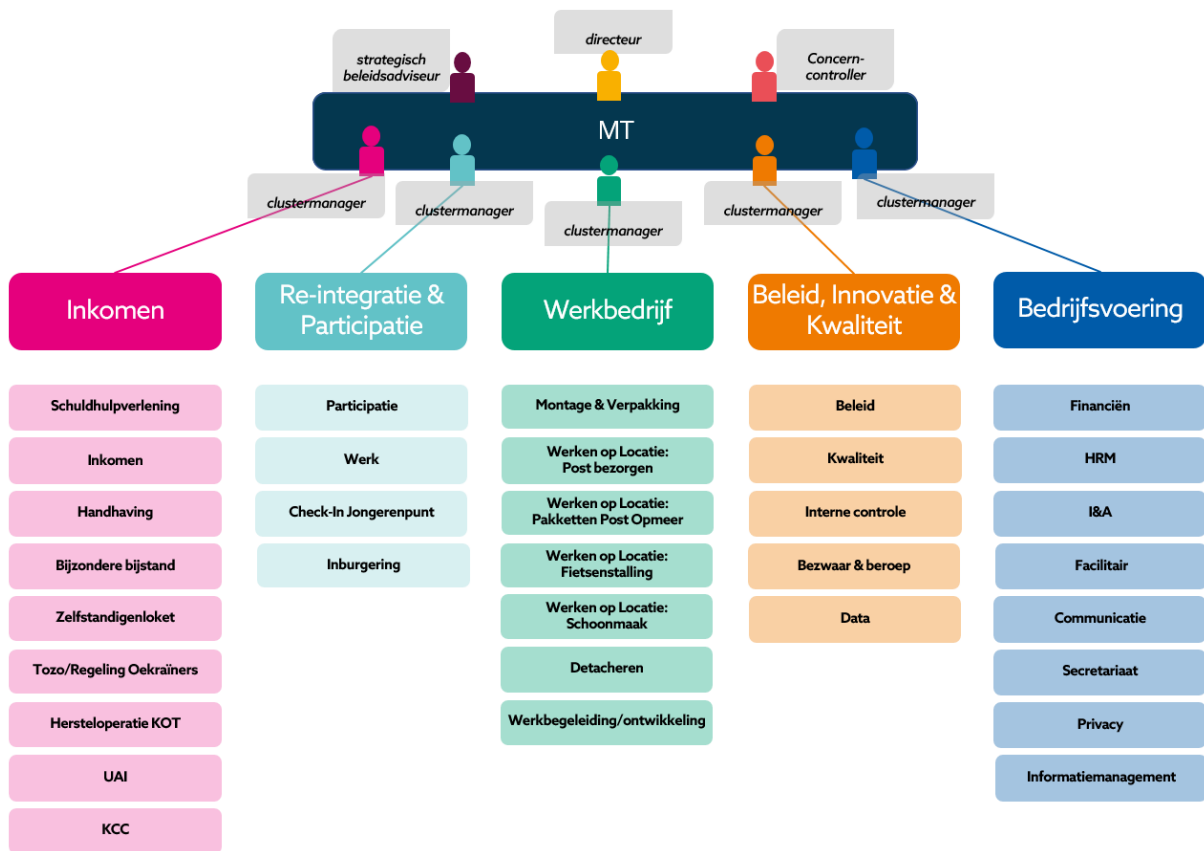 directeur
strategisch
beleidsadviseur
Concern-
controller
MT
clustermanager
clustermanager
clustermanager
clustermanager
clustermanager
Inkomen
Re-integratie &
Participatie
Werkbedrijf
Beleid, Innovatie &
Kwaliteit
Bedrijfsvoering
Schuldhulpverlening
Inkomen
Handhaving
Bijzondere bijstand
Zelfstandigenloket
Tozo/Regeling Oekraïners
Hersteloperatie KOT
UAI
KCC
Participatie
Werk
Check-In Jongerenpunt
Inburgering
Montage & Verpakking
Werken op Locatie:
Post bezorgen
Werken op Locatie:
Pakketten Post Opmeer
Werken op Locatie:
Fietsenstalling
Werken op Locatie:
Schoonmaak
Detacheren
Werkbegeleiding/ontwikkeling
Beleid
Kwaliteit
Interne controle
Bezwaar & beroep
Data
Financiën
HRM
I&A
Facilitair
Communicatie
Secretariaat
Privacy
Informatiemanagement